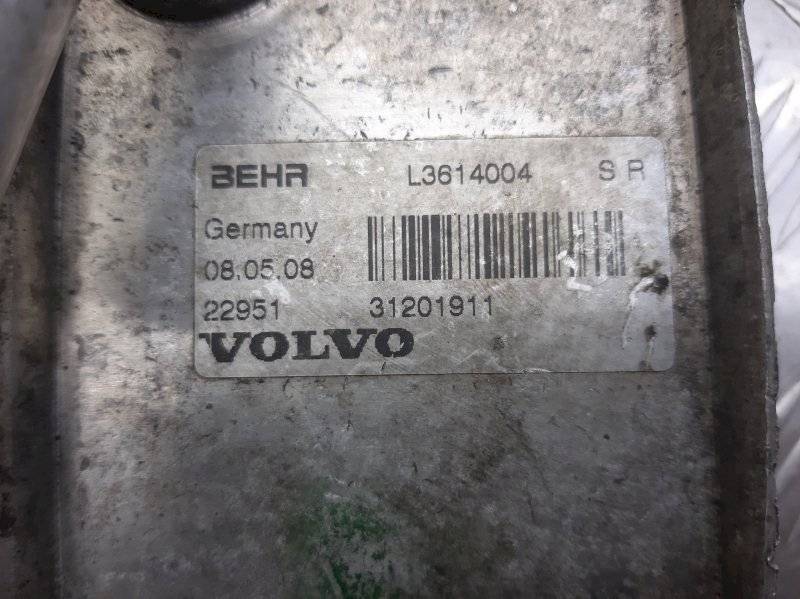 BEHR L3614004 S R
Germany
08.05.08
22951 31201911
VOLVO